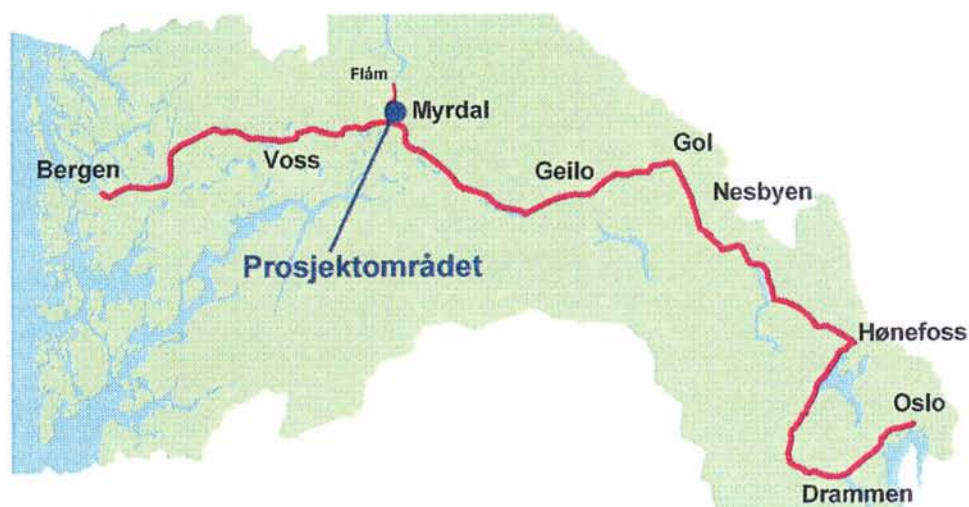 Flåm
Myrdal
Gol
Voss
Geilo
Bergen
Nesbyen
Prosjektområdet
Hønefoss
Oslo
Drammen